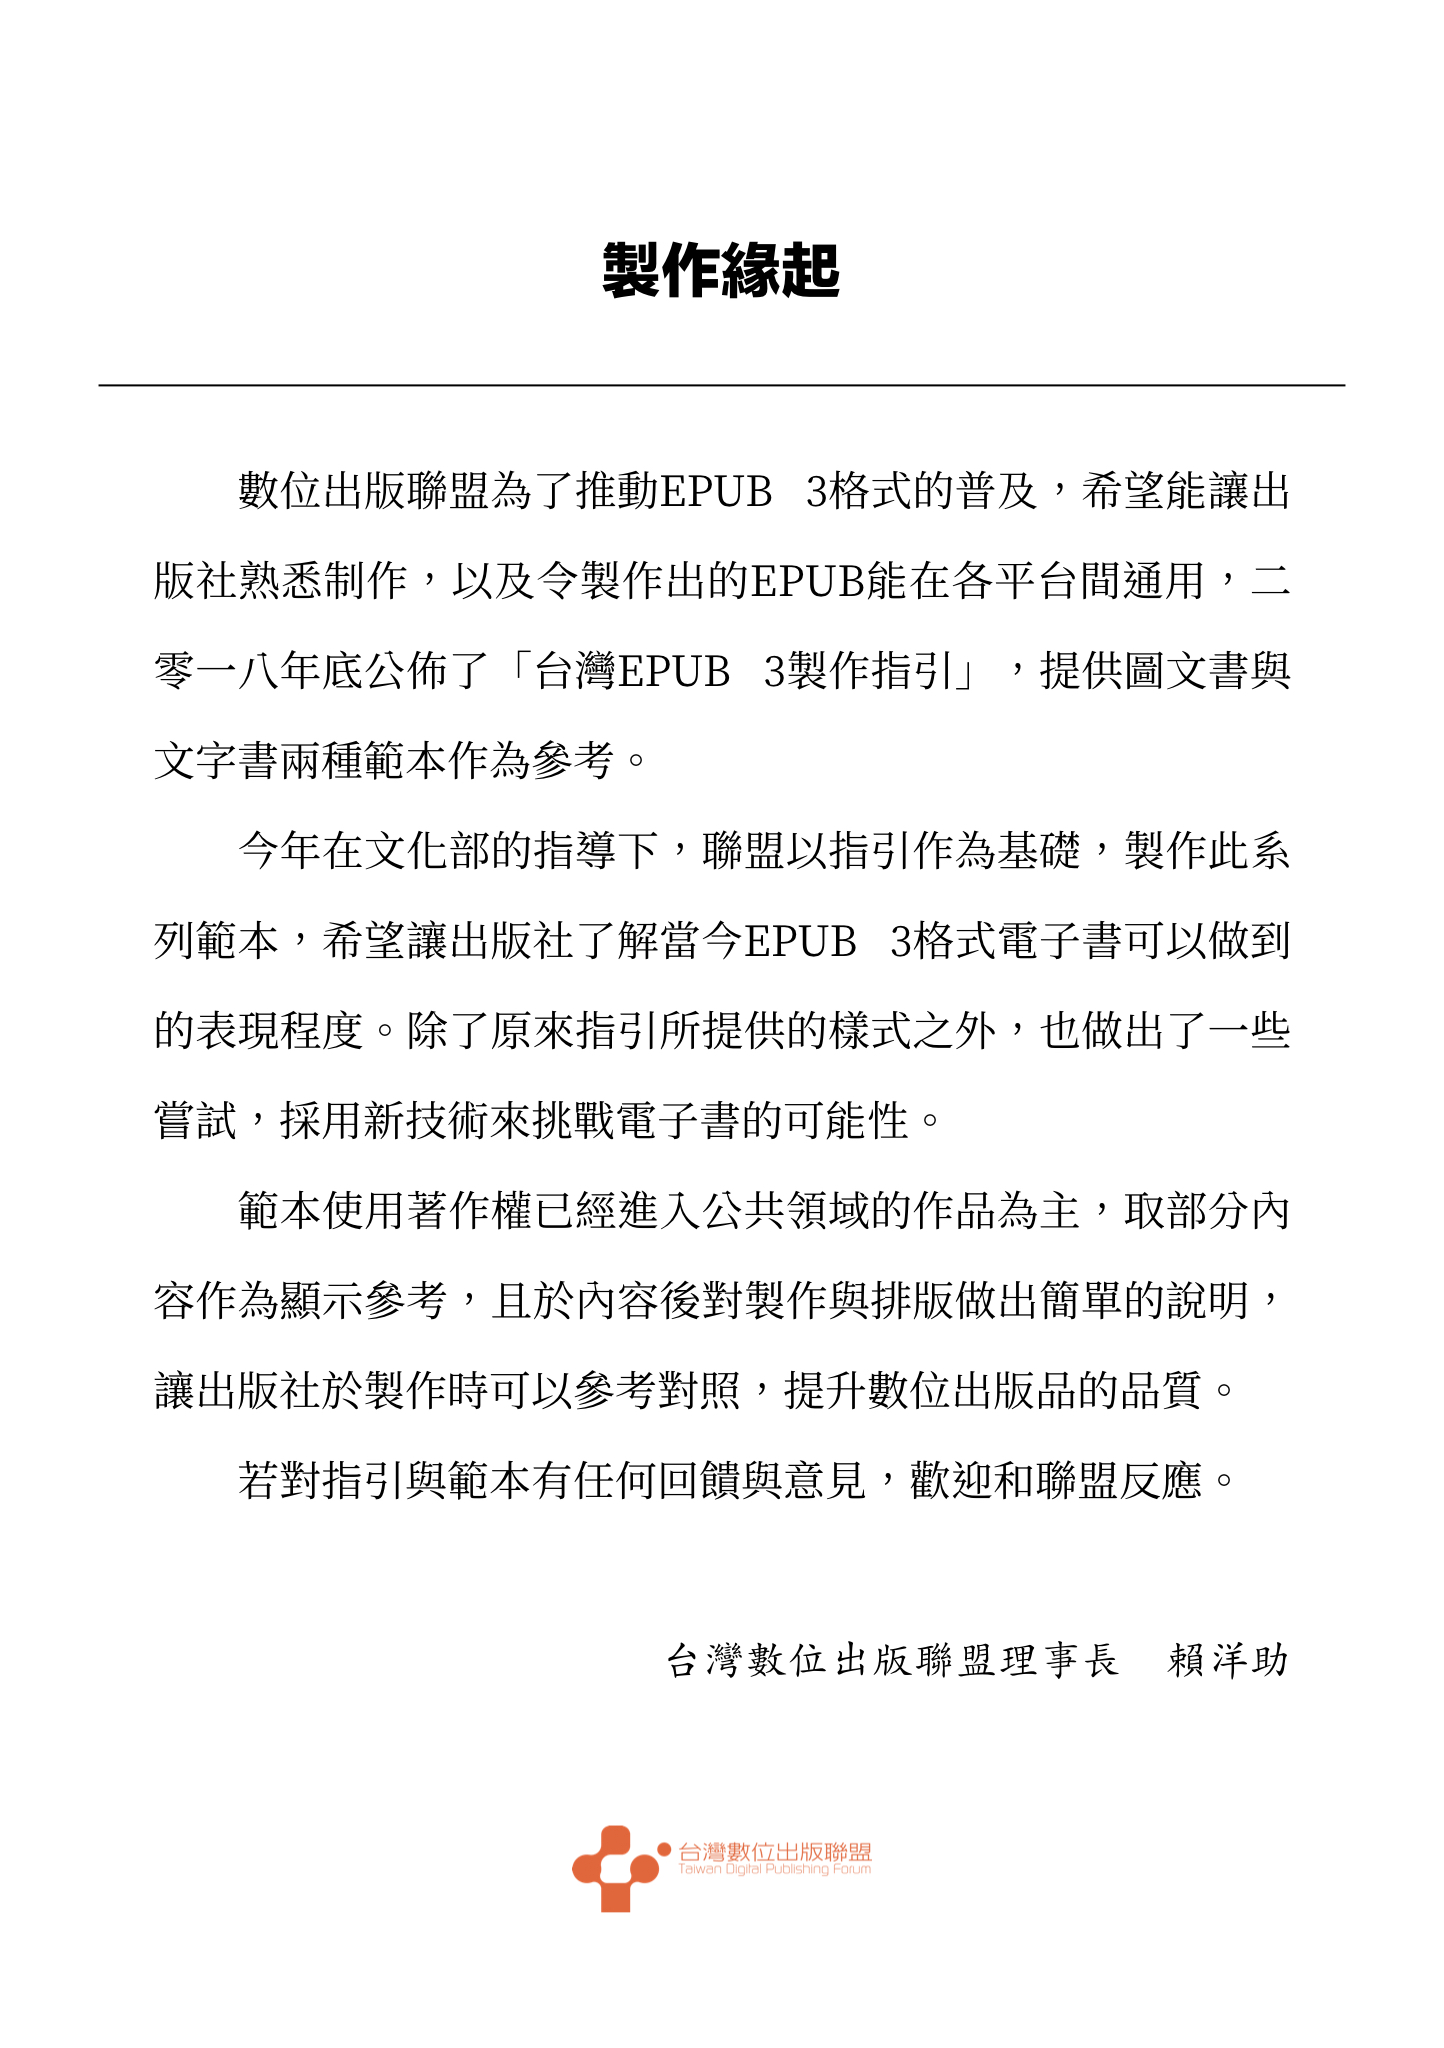 製作緣起
數位出版聯盟為了推動EPUB 3格式的普及，希望能讓出
版社熟悉制作，以及令製作出的EPUB能在各平台間通用，二
零一八年底公佈了「台灣EPUB 3製作指引」，提供圖文書與
文字書兩種範本作為參考。
今年在文化部的指導下，聯盟以指引作為基礎，製作此系
列範本，希望讓出版社了解當今EPUB 3格式電子書可以做到
的表現程度。除了原來指引所提供的樣式之外，也做出了一些
嘗試，採用新技術來挑戰電子書的可能性。
範本使用著作權已經進入公共領域的作品為主，取部分內
容作為顯示參考，且於內容後對製作與排版做出簡單的說明，
讓出版社於製作時可以參考對照，提升數位出版品的品質。
若對指引與範本有任何回饋與意見，歡迎和聯盟反應。
台灣數位出版聯盟理事長　賴洋助
台灣數位出版聯盟
Taiwan Digital Publishing Forum